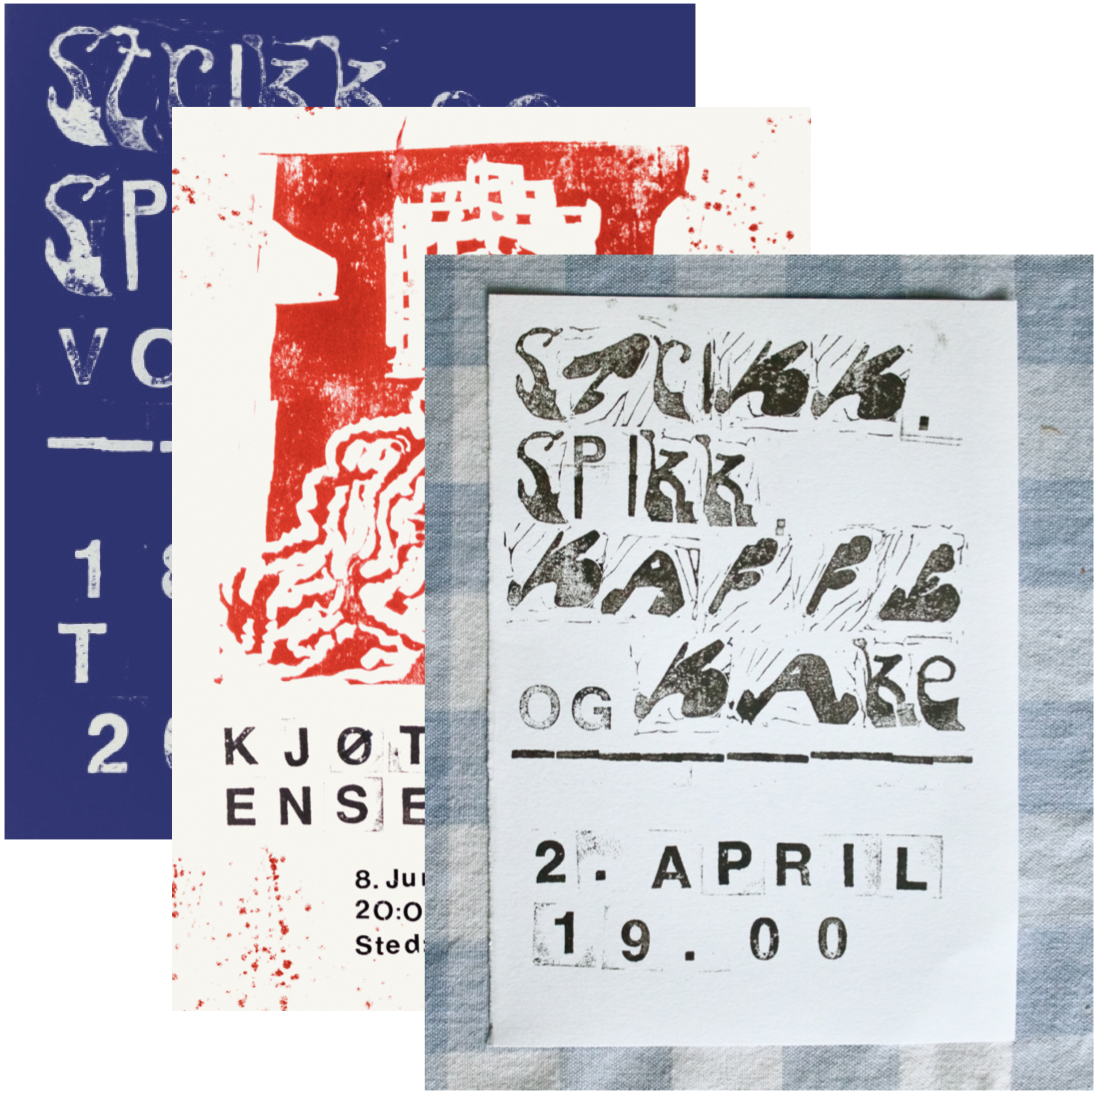 Strikk
SP
VO
1
T
2
KJØT
ENSE
8. Ju
20:0
Sted:
STRIKK.
SPIKK,
KAFFE
OG KAKE
2. APRIL
19.00